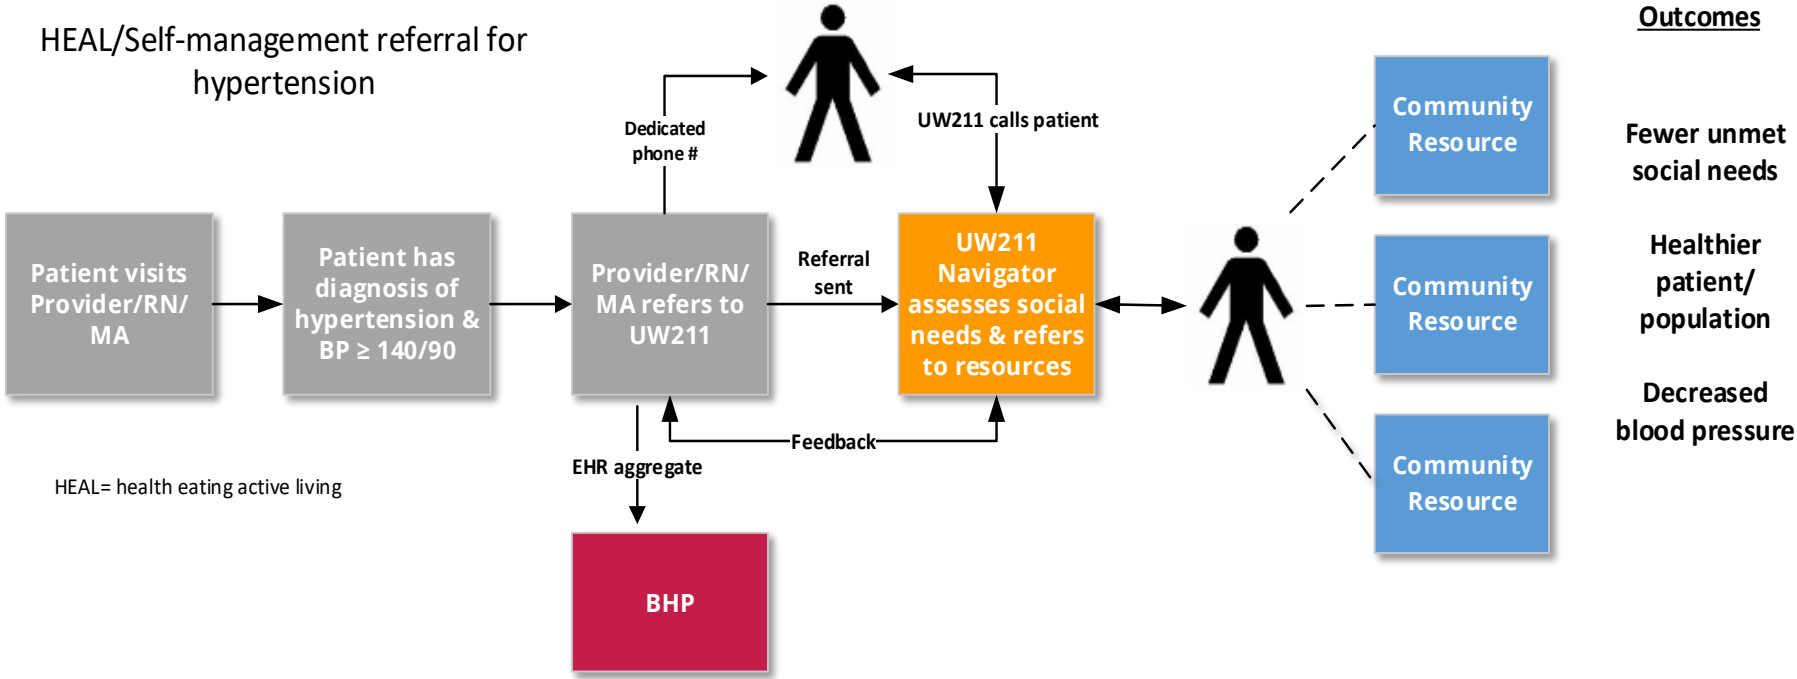 HEAL/Self-management referral for
hypertension
Outcomes
Dedicated
phone #
UW211 calls patient
Patient visits
Provider/RN/
MA
Patient has
diagnosis of
hypertension &
BP ≥ 140/90
Provider/RN/
MA refers to
UW211
Referral
sent
UW211
Navigator
assesses social
needs & refers
to resources
Community
Resource
Community
Resource
Community
Resource
Fewer unmet
social needs
Healthier
patient/
population
Decreased
blood pressure
Feedback
EHR aggregate
HEAL= health eating active living
BHP